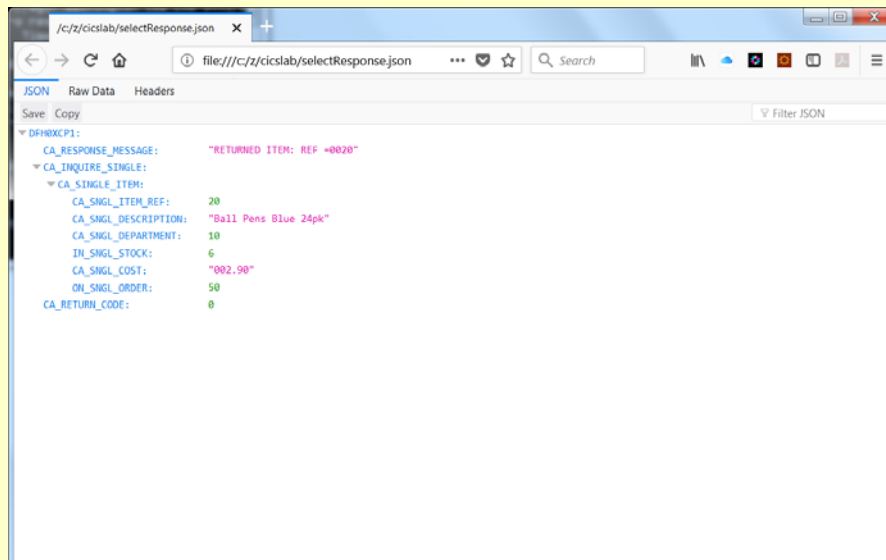 /c:/z/cicslab/selectResponse.json
file:///c:/z/cicslab/selectResponse.json
Search
JSON Raw Data Headers
Save Copy
Filter JSON
DFH0XCP1:
CA_RESPONSE_MESSAGE: "RETURNED ITEM: REF =0020"
CA_INQUIRE_SINGLE:
CA_SINGLE_ITEM:
CA_SNGL_ITEM_REF: 20
CA_SNGL_DESCRIPTION: "Ball Pens Blue 24pk"
CA_SNGL_DEPARTMENT: 10
IN_SNGL_STOCK: 6
CA_SNGL_COST: "002.90"
ON_SNGL_ORDER: 50
CA_RETURN_CODE: 0